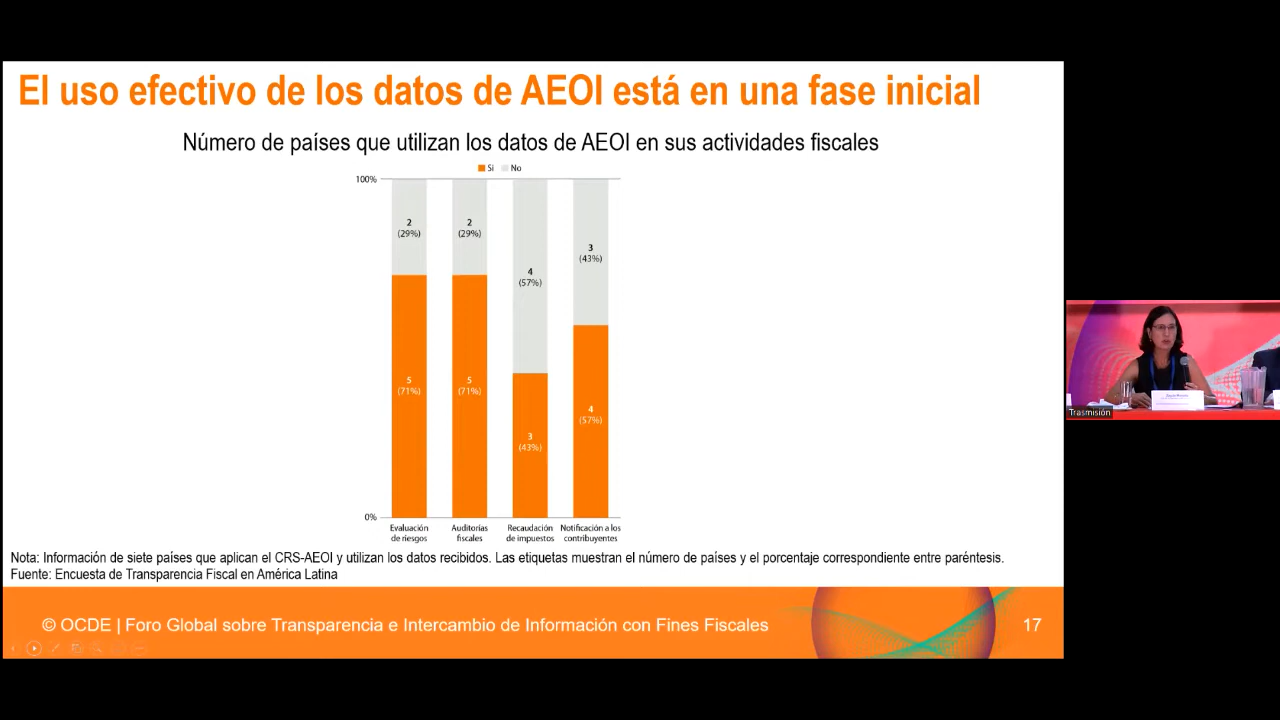 El uso efectivo de los datos de AEOI está en una fase inicial
Número de países que utilizan los datos de AEOI en sus actividades fiscales
Si No
100%
2
(29%)
2
(29%)
4
(57%)
3
(43%)
5
(71%)
5
(71%)
3
(43%)
4
(57%)
0%
Evaluación
de riesgos
Auditorías
fiscales
Recaudación
de impuestos
Notificación a los
contribuyentes
Nota: Información de siete países que aplican el CRS-AEOI y utilizan los datos recibidos. Las etiquetas muestran el número de países y el porcentaje correspondiente entre paréntesis.
Fuente: Encuesta de Transparencia Fiscal en América Latina
© OCDE | Foro Global sobre Transparencia e Intercambio de Información con Fines Fiscales
17
Trasmisión